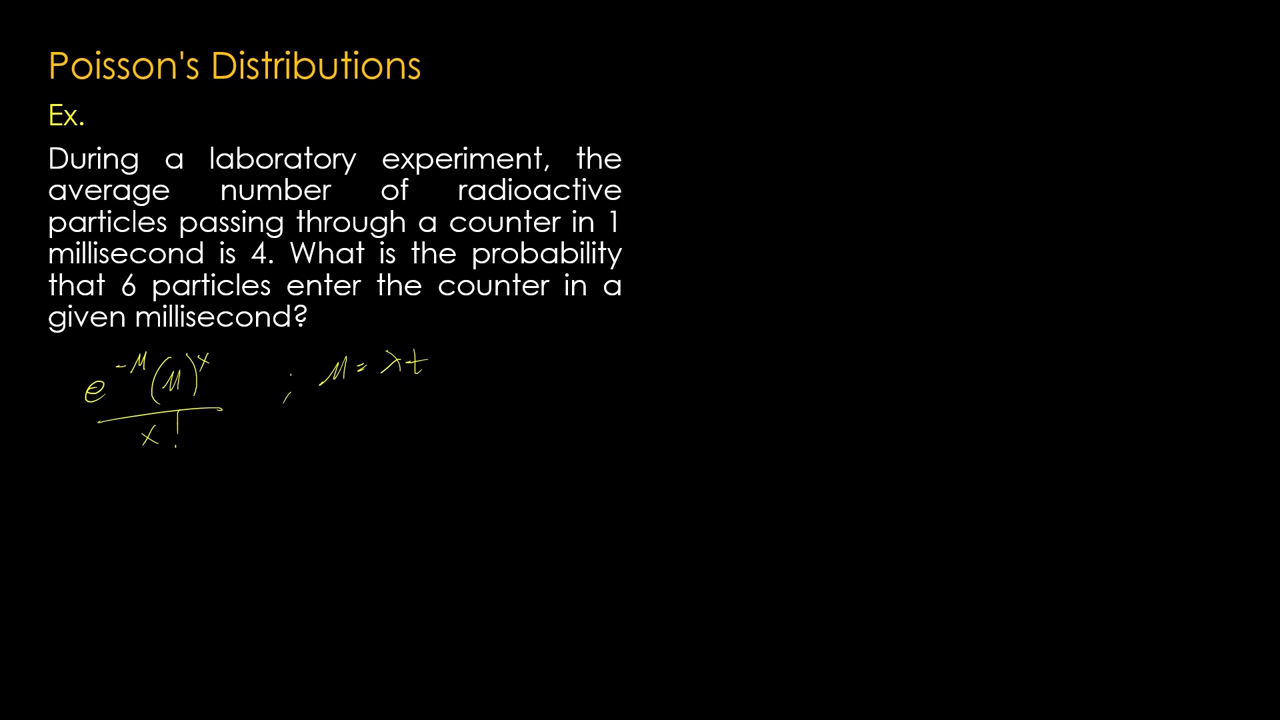 Poisson's Distributions
Ex.
During a laboratory experiment, the
average number of radioactive
particles passing through a counter in 1
millisecond is 4. What is the probability
that 6 particles enter the counter in a
given millisecond?
e^-μ (μ)^x / x! ; μ = λt